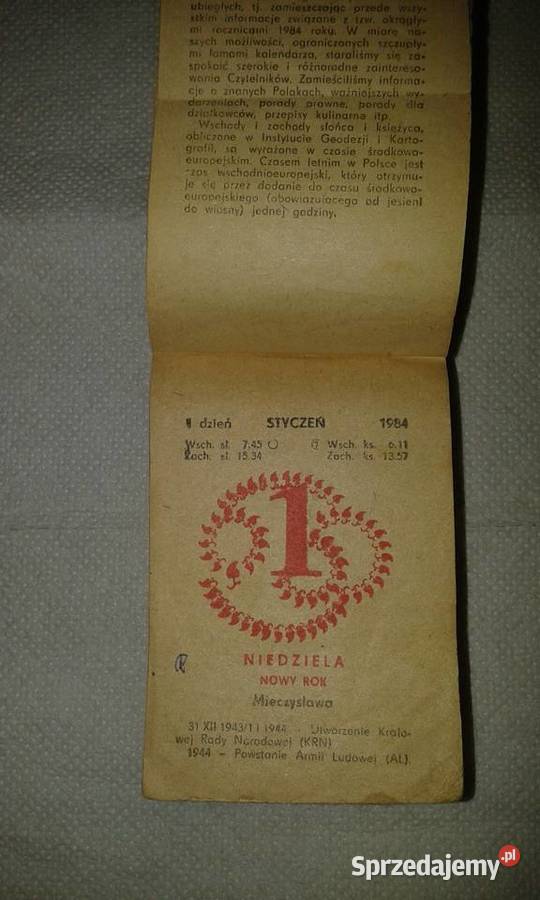 ubiegłych, tj. zamieszczając przede wszy-
stkim informacje związane z tzw. okrągły-
mi rocznicami 1984 roku. W miarę na-
szych możliwości, ograniczonych szczupły-
mi łamami kalendarza, staraliśmy się za-
spokoić szerokie i różnorodne zaintereso-
wania Czytelników. Zamieściliśmy informa-
cje o znanych Polakach, ważniejszych wy-
darzeniach, porady prawne, porady dla
działkowców, przepisy kulinarne itp.
Wschody i zachody słońca i księżyca,
obliczone w Instytucie Geodezji i Karto-
grafii, są wyrażone w czasie środkowo-
europejskim. Czasem letnim w Polsce jest
czas wschodnioeuropejski, który otrzymu-
je się przez dodanie do czasu środkowo-
europejskiego (obowiązującego od jesieni
do wiosny) jednej godziny.
1 dzień STYCZEŃ 1984
Wsch. sł. 7.45 Wsch. ks. 6.11
Zach. sł. 15.34 Zach. ks. 13.57
1
NIEDZIELA
NOWY ROK
Mieczysława
31 XII 1943/1 I 1944 – Utworzenie Krajo-
wej Rady Narodowej (KRN)
1944 – Powstanie Armii Ludowej (AL)
Sprzedajemy.pl